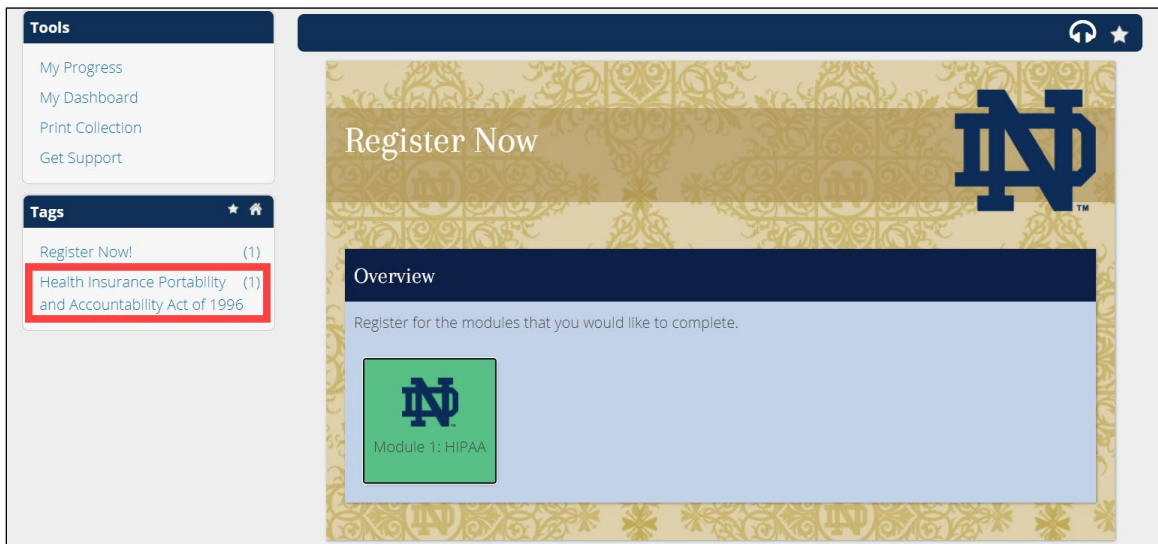 Tools
My Progress
My Dashboard
Print Collection
Get Support
Tags
Register Now! (1)
Health Insurance Portability (1)
and Accountability Act of 1996
Register Now
ND
TM
Overview
Register for the modules that you would like to complete.
ND
Module 1: HIPAA